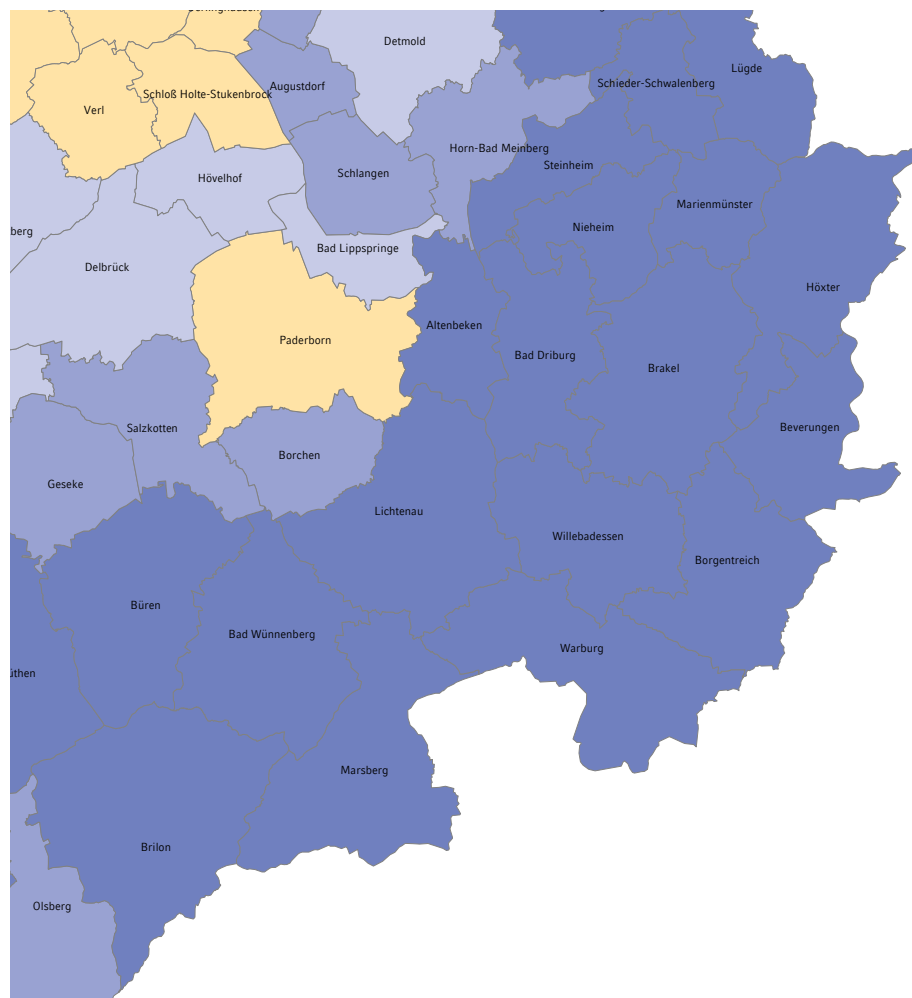 Detmold
Lügde
Schieder-Schwalenberg
Augustdorf
Schloß Holte-Stukenbrock
Verl
Horn-Bad Meinberg
Steinheim
Schlangen
Hövelhof
Marienmünster
Nieheim
berg
Bad Lippspringe
Delbrück
Höxter
Altenbeken
Paderborn
Bad Driburg
Brakel
Salzkotten
Beverungen
Borchen
Geseke
Lichtenau
Willebadessen
Borgentreich
Büren
Bad Wünnenberg
Warburg
üthen
Marsberg
Brilon
Olsberg